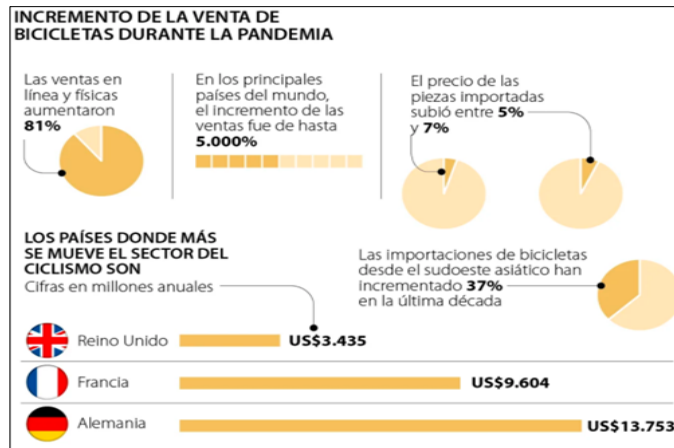 INCREMENTO DE LA VENTA DE
BICICLETAS DURANTE LA PANDEMIA
Las ventas en
línea y físicas
aumentaron
81%
En los principales
países del mundo,
el incremento de las
ventas fue de hasta
5.000%
El precio de las
piezas importadas
subió entre 5%
y 7%
LOS PAÍSES DONDE MÁS
SE MUEVE EL SECTOR DEL
CICLISMO SON
Cifras en millones anuales
Las importaciones de bicicletas
desde el sudoeste asiático han
incrementado 37%
en la última década
Reino Unido US$3.435
Francia US$9.604
Alemania US$13.753